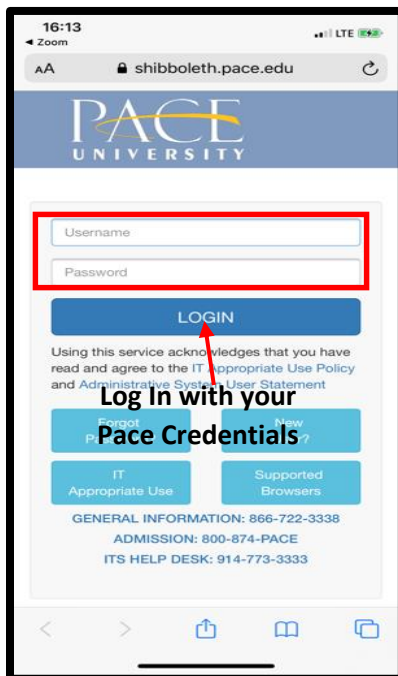 16:13
LTE
◄ Zoom
AA shibboleth.pace.edu
PACE
UNIVERSITY
Username
Password
LOGIN
Using this service acknowledges that you have
read and agree to the IT Appropriate Use Policy
and Administrative System User Statement
Log In with your
Pace Credentials
Forgot
New
IT
Appropriate Use
Supported
Browsers
GENERAL INFORMATION: 866-722-3338
ADMISSION: 800-874-PACE
ITS HELP DESK: 914-773-3333